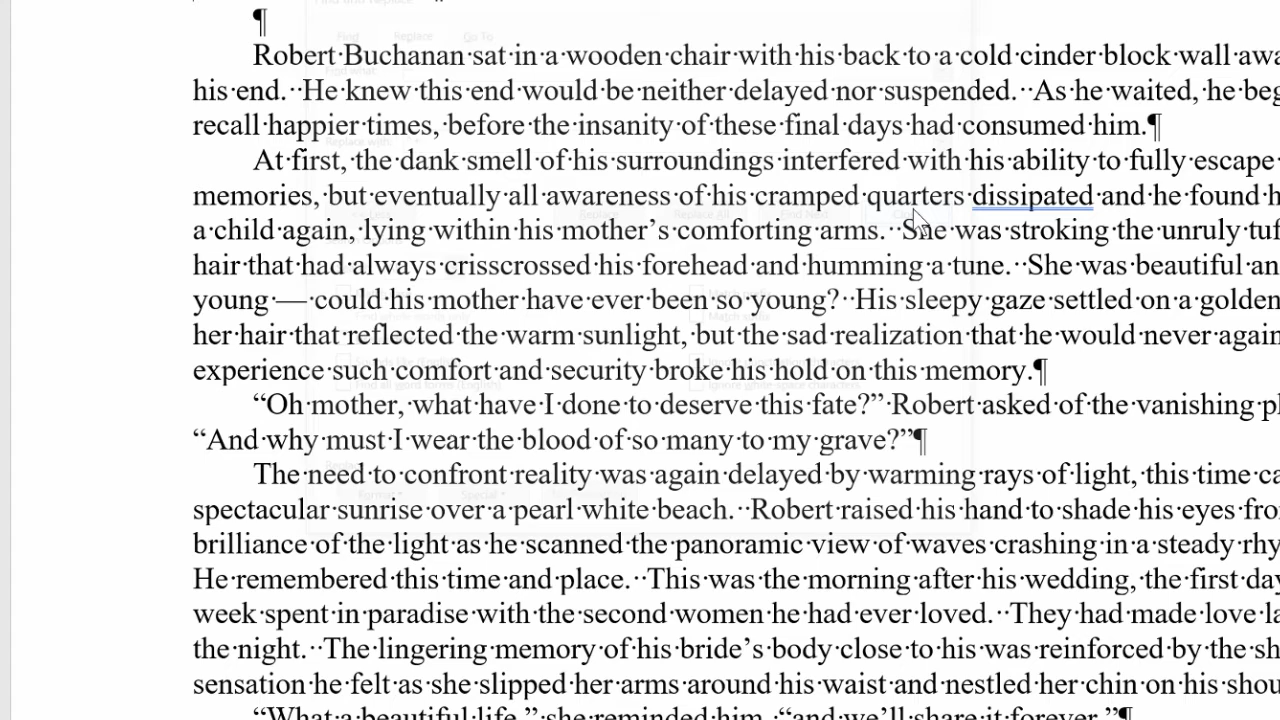 ¶
Robert Buchanan sat in a wooden chair with his back to a cold cinder block wall
his end.  He knew this end would be neither delayed nor suspended.  As he waited, he
recall happier times, before the insanity of these final days had consumed him.¶
At first, the dank smell of his surroundings interfered with his ability to fully escape
memories, but eventually all awareness of his cramped quarters dissipated and he found
a child again, lying within his mother’s comforting arms.  She was stroking the unruly
hair that had always crisscrossed his forehead and humming a tune.  She was beautiful
young — could his mother have ever been so young?  His sleepy gaze settled on a golden
her hair that reflected the warm sunlight, but the sad realization that he would never again
experience such comfort and security broke his hold on this memory.¶
“Oh mother, what have I done to deserve this fate?” Robert asked of the vanishing
“And why must I wear the blood of so many to my grave?”¶
The need to confront reality was again delayed by warming rays of light, this time
spectacular sunrise over a pearl white beach.  Robert raised his hand to shade his eyes
brilliance of the light as he scanned the panoramic view of waves crashing in a steady
He remembered this time and place.  This was the morning after his wedding, the first day
week spent in paradise with the second women he had ever loved.  They had made love
the night.  The lingering memory of his bride’s body close to his was reinforced by the
sensation he felt as she slipped her arms around his waist and nestled her chin on his
“What a beautiful life,” she reminded him, “and we’ll share it forever.”¶